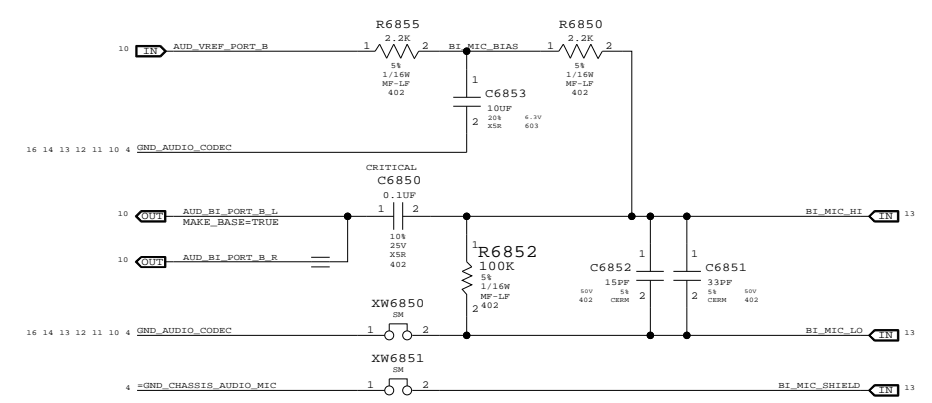 R6855 R6850
2.2K 2.2K
10 IN AUD_VREF_PORT_B 1 2 BI_MIC_BIAS 1 2
5% 5%
1/16W 1/16W
MF-LF MF-LF
402 402
1
C6853
10UF
2 20% 6.3V
X5R 603
16 14 13 12 11 10 4 GND_AUDIO_CODEC
CRITICAL
C6850
0.1UF
10 OUT AUD_BI_PORT_B_L 1 2 BI_MIC_HI IN 13
MAKE_BASE=TRUE
10%
25V
X5R
402
10 OUT AUD_BI_PORT_B_R
1 R6852
100K
5%
1/16W
MF-LF
2 402
1 1
C6852 C6851
15PF 33PF
50V 5% 2 2 5% 50V
402 CERM CERM 402
XW6850
SM
16 14 13 12 11 10 4 GND_AUDIO_CODEC 1 2 BI_MIC_LO IN 13
XW6851
SM
4 =GND_CHASSIS_AUDIO_MIC 1 2 BI_MIC_SHIELD IN 13